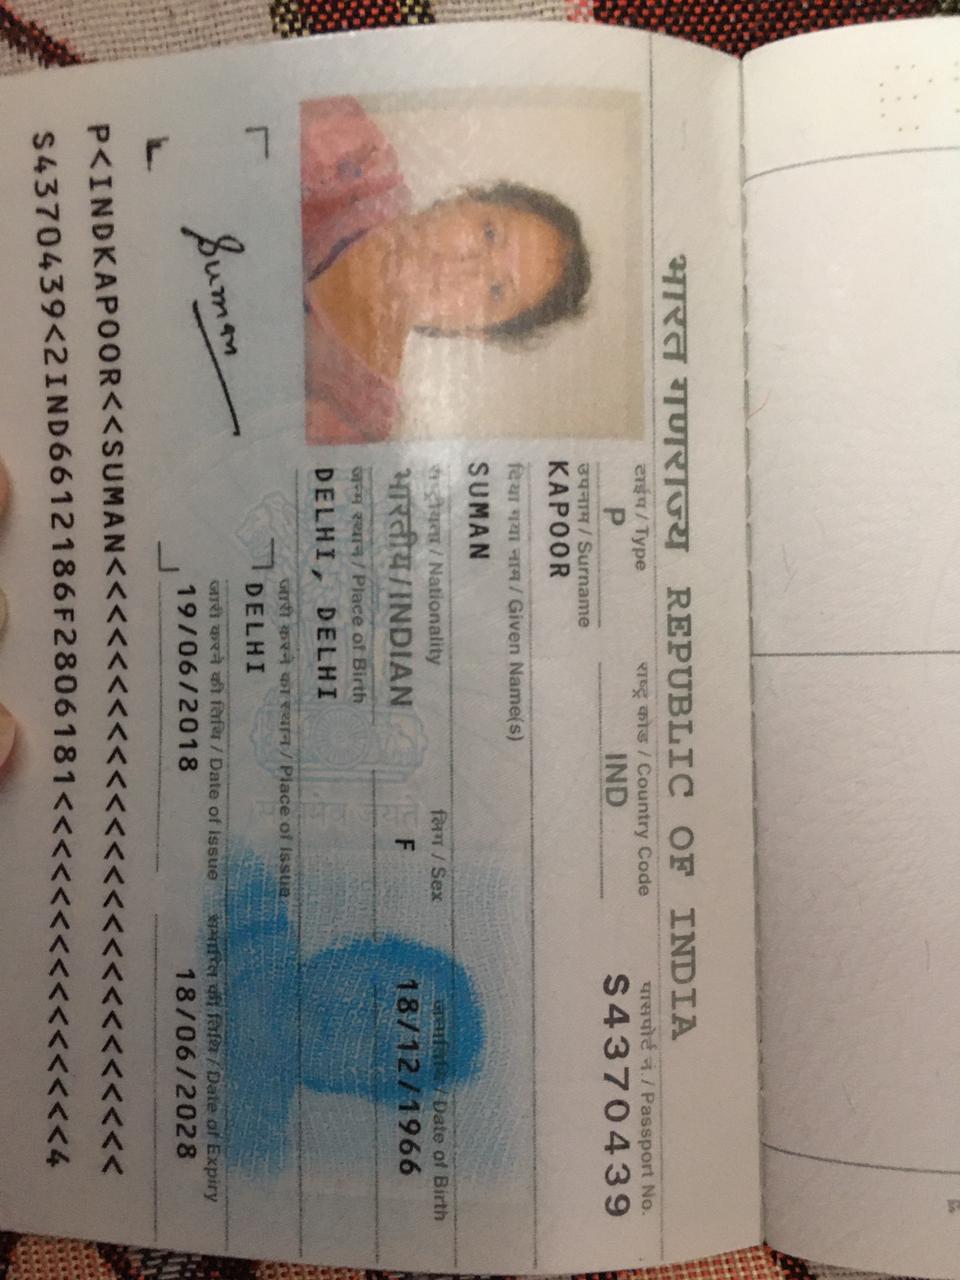 भारत गणराज्य REPUBLIC OF INDIA
टाईप / Type राष्ट्र कोड / Country Code पासपोर्ट नं. / Passport No.
P IND S4370439
उपनाम / Surname
KAPOOR
दिया गया नाम / Given Name(s)
SUMAN
राष्ट्रीयता / Nationality लिंग / Sex जन्मतिथि / Date of Birth
भारतीय/INDIAN F 18/12/1966
जन्म स्थान / Place of Birth
DELHI, DELHI
जारी करने का स्थान / Place of Issue
DELHI
जारी करने की तिथि / Date of Issue समाप्ति की तिथि / Date of Expiry
19/06/2018 18/06/2028
Suman
P<INDKAPOOR<<SUMAN<<<<<<<<<<<<<<<<<<<<<<<<<<
S4370439<2IND6612186F2806181<<<<<<<<<<<<<<<4